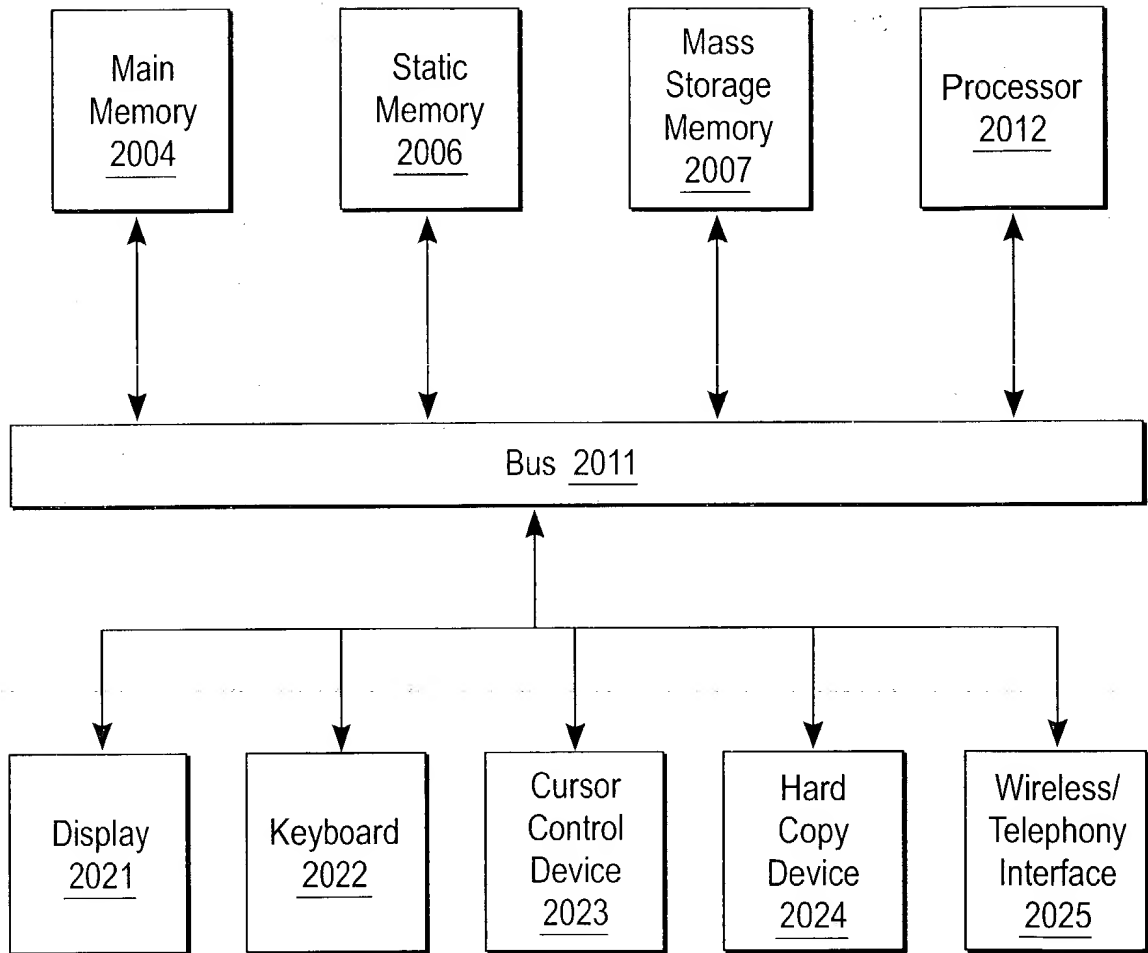 Main
Memory
2004
Static
Memory
2006
Mass
Storage
Memory
2007
Processor
2012
Bus 2011
Display
2021
Keyboard
2022
Cursor
Control
Device
2023
Hard
Copy
Device
2024
Wireless/
Telephony
Interface
2025